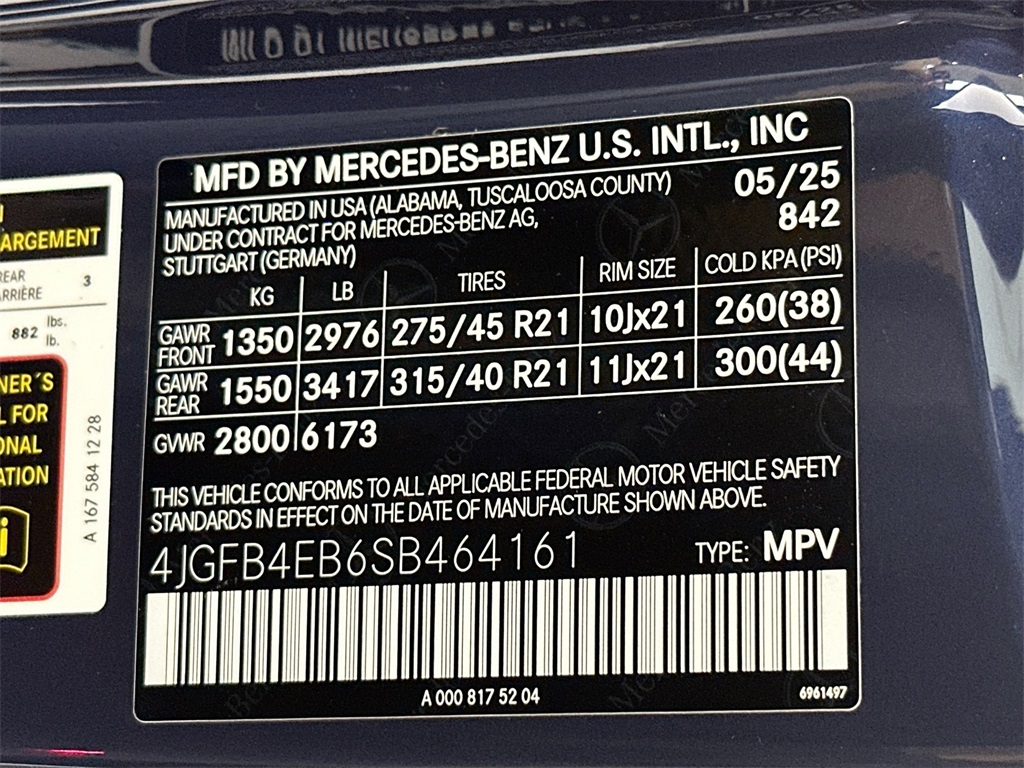 MFD BY MERCEDES-BENZ U.S. INTL., INC
MANUFACTURED IN USA (ALABAMA, TUSCALOOSA COUNTY)
UNDER CONTRACT FOR MERCEDES-BENZ AG,
STUTTGART (GERMANY)
05/25
842
KG LB TIRES RIM SIZE COLD KPA (PSI)
GAWR FRONT 1350 2976 275/45 R21 10Jx21 260(38)
GAWR REAR 1550 3417 315/40 R21 11Jx21 300(44)
GVWR 2800 6173
THIS VEHICLE CONFORMS TO ALL APPLICABLE FEDERAL MOTOR VEHICLE SAFETY
STANDARDS IN EFFECT ON THE DATE OF MANUFACTURE SHOWN ABOVE.
4JGFB4EB6SB464161 TYPE: MPV
A 000 817 52 04
6961497
ARGEMENT
REAR
ARRIÈRE 3
882 lbs.
lb.
NER´S
L FOR
ONAL
ATION
i
A 167 584 12 28